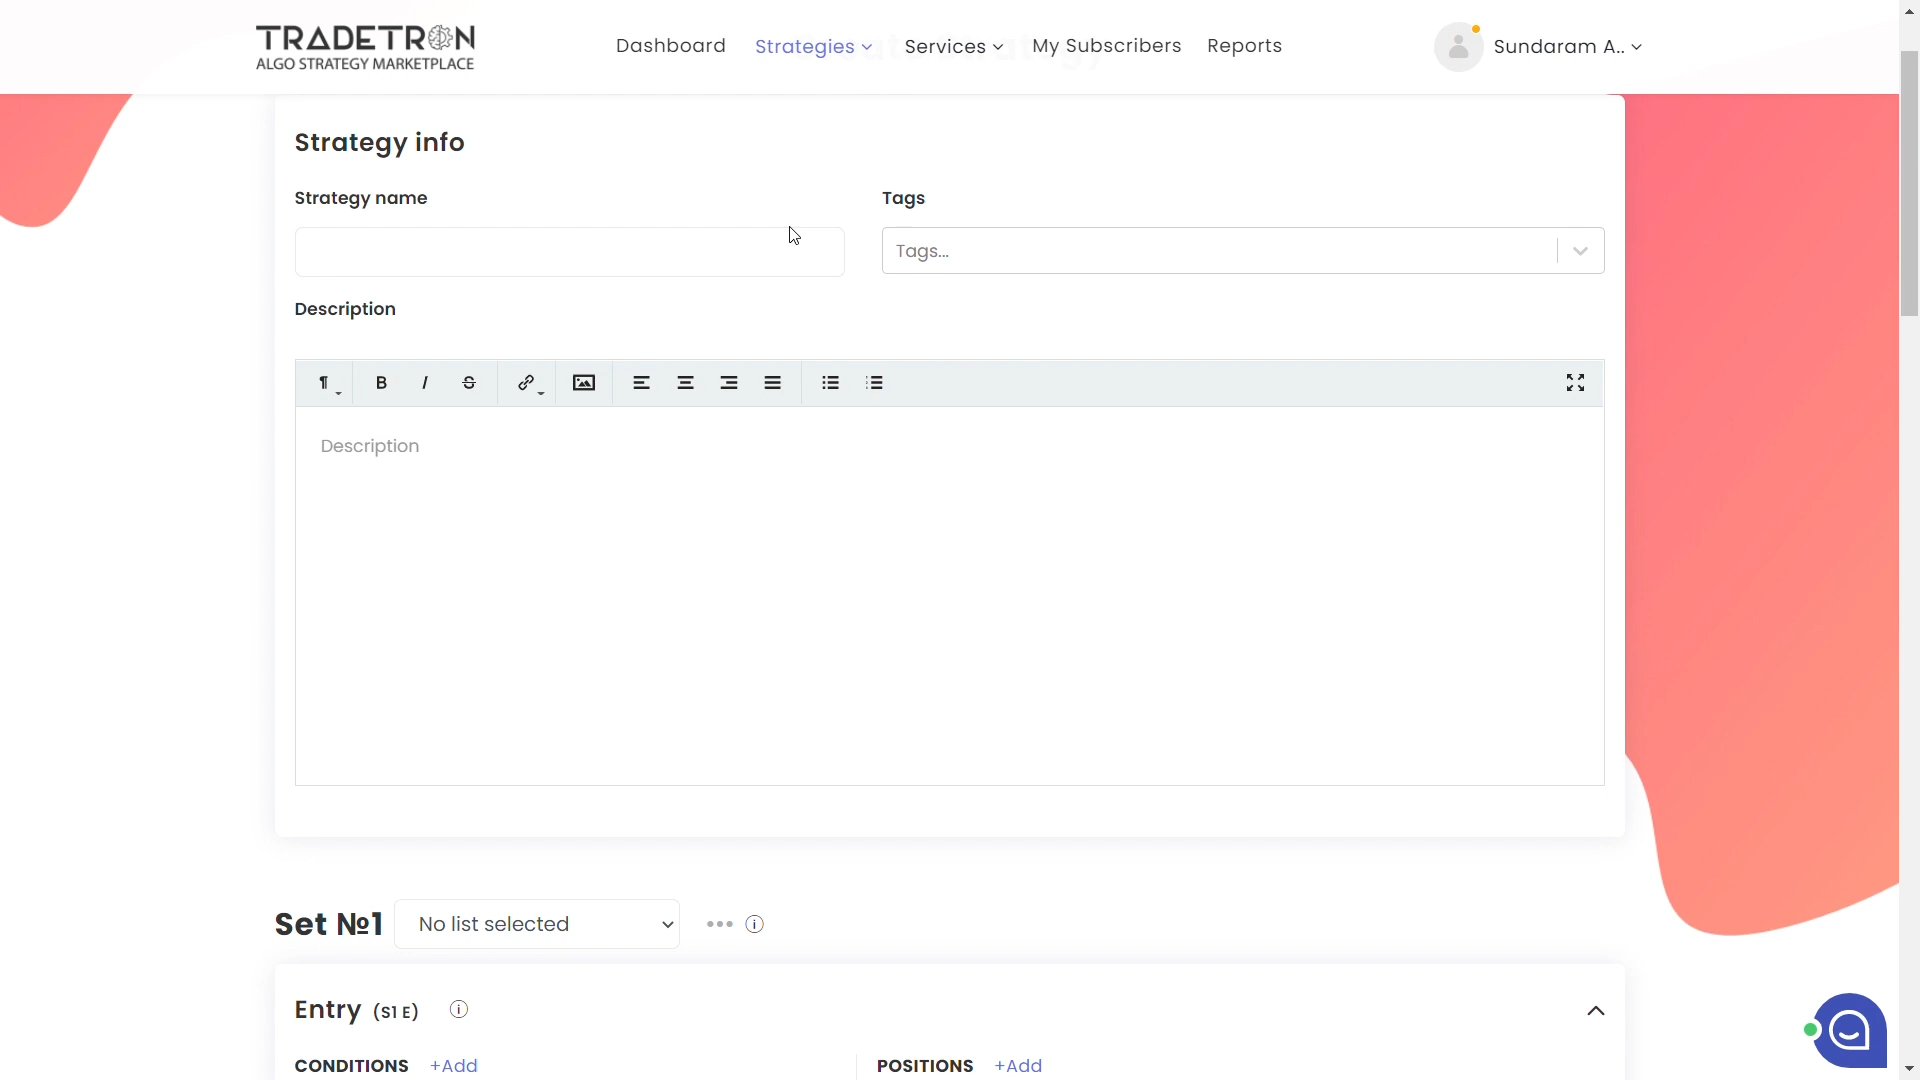 TRADETRON
ALGO STRATEGY MARKETPLACE
Dashboard
Strategies
Services
My Subscribers
Reports
Sundaram A..
Strategy info
Strategy name
Tags
Tags...
Description
B I S
Description
Set №1
No list selected
Entry (S1 E)
CONDITIONS +Add
POSITIONS +Add